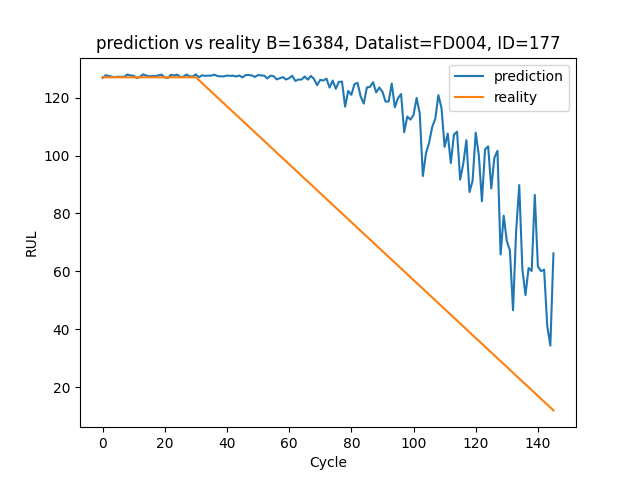 prediction vs reality B=16384, Datalist=FD004, ID=177
prediction
reality
120
100
80
60
40
20
RUL
0 20 40 60 80 100 120 140
Cycle